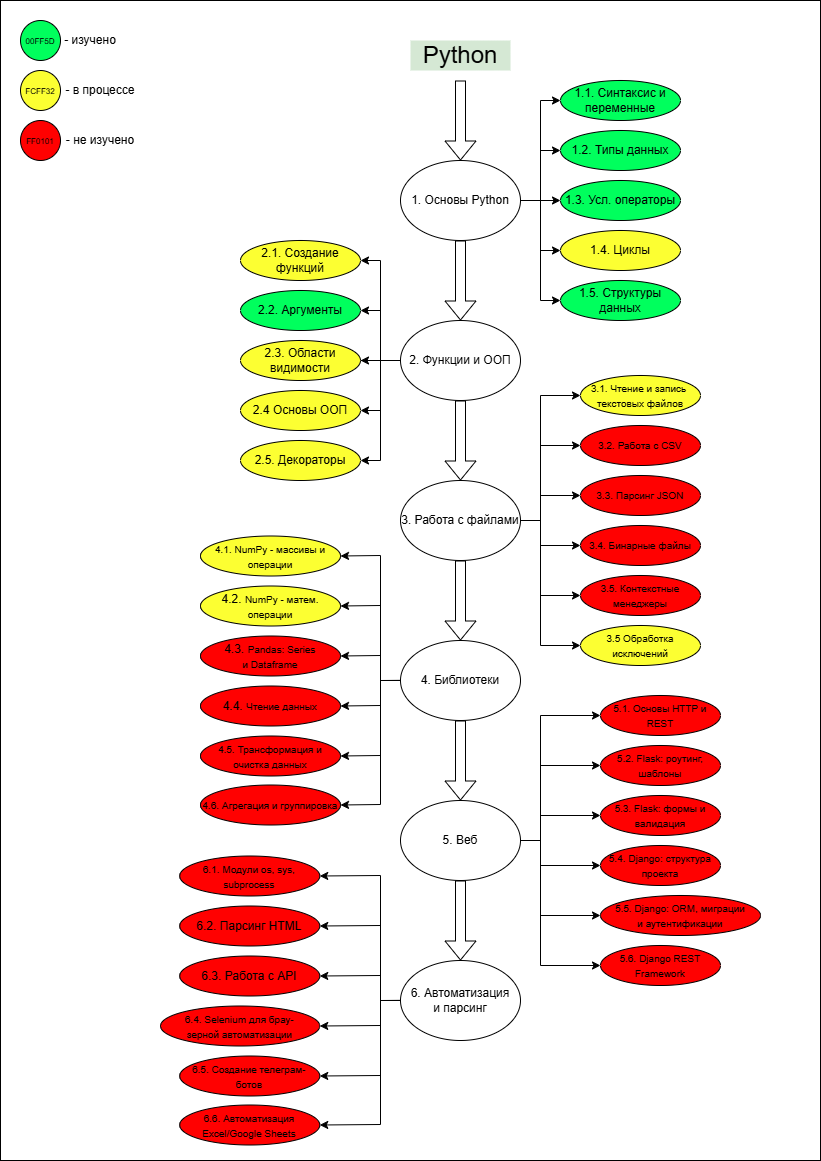 00FF5D
- изучено
FCFF32
- в процессе
FF0101
- не изучено
Python
1. Основы Python
1.1. Синтаксис и
переменные
1.2. Типы данных
1.3. Усл. операторы
1.4. Циклы
1.5. Структуры
данных
2. Функции и ООП
2.1. Создание
функций
2.2. Аргументы
2.3. Области
видимости
2.4 Основы ООП
2.5. Декораторы
3. Работа с файлами
3.1. Чтение и запись
текстовых файлов
3.2. Работа с CSV
3.3. Парсинг JSON
3.4. Бинарные файлы
3.5. Контекстные
менеджеры
3.5 Обработка
исключений
4. Библиотеки
4.1. NumPy - массивы и
операции
4.2. NumPy - матем.
операции
4.3. Pandas: Series
и Dataframe
4.4. Чтение данных
4.5. Трансформация и
очистка данных
4.6. Агрегация и группировка
5. Веб
5.1. Основы HTTP и
REST
5.2. Flask: роутинг,
шаблоны
5.3. Flask: формы и
валидация
5.4. Django: структура
проекта
5.5. Django: ORM, миграции
и аутентификации
5.6. Django REST
Framework
6. Автоматизация
и парсинг
6.1. Модули os, sys,
subprocess
6.2. Парсинг HTML
6.3. Работа с API
6.4. Selenium для брау-
зерной автоматизации
6.5. Создание телеграм-
ботов
6.6. Автоматизация
Excel/Google Sheets